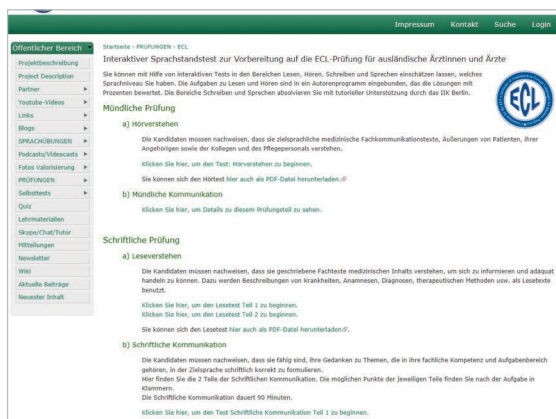 Impressum Kontakt Suche Login
Öffentlicher Bereich
Projektbeschreibung
Project Description
Partner
Youtube-Videos
Links
Blogs
SPRACHÜBUNGEN
Podcasts/Videocasts
Fotos Valorisierung
PRÜFUNGEN
Selbsttests
Quiz
Lehrmaterialien
Skype/Chat/Tutor
Mitteilungen
Newsletter
Wiki
Aktuelle Beiträge
Neuester Inhalt
Startseite - PRÜFUNGEN - ECL
Interaktiver Sprachstandstest zur Vorbereitung auf die ECL-Prüfung für ausländische Ärztinnen und Ärzte
Sie können mit Hilfe von interaktiven Tests in den Bereichen Lesen, Hören, Schreiben und Sprechen einschätzen lassen, welches
Sprachniveau Sie haben. Die Aufgaben zu Lesen und Hören sind in ein Autorenprogramm eingebunden, das die Lösungen mit
Prozenten bewertet. Die Bereiche Schreiben und Sprechen absolvieren Sie mit tutorieller Unterstützung durch das IIK Berlin.
ECL
Mündliche Prüfung
a) Hörverstehen
Die Kandidaten müssen nachweisen, dass sie zielsprachliche medizinische Fachkommunikationstexte, Äußerungen von Patienten, ihrer
Angehörigen sowie der Kollegen und des Pflegepersonals verstehen.
Klicken Sie hier, um den Test: Hörverstehen zu beginnen.
Sie können sich den Hörtest hier auch als PDF-Datei herunterladen.
b) Mündliche Kommunikation
Klicken Sie hier, um Details zu diesem Prüfungsteil zu sehen.
Schriftliche Prüfung
a) Leseverstehen
Die Kandidaten müssen nachweisen, dass sie geschriebene Fachtexte medizinischen Inhalts verstehen, um sich zu informieren und adäquat
handeln zu können. Dazu werden Beschreibungen von Krankheiten, Anamnesen, Diagnosen, therapeutischen Methoden usw. als Lesetexte
benutzt.
Klicken Sie hier, um den Lesetest Teil 1 zu beginnen.
Klicken Sie hier, um den Lesetest Teil 2 zu beginnen.
Sie können sich den Lesetest hier auch als PDF-Datei herunterladen.
b) Schriftliche Kommunikation
Die Kandidaten müssen nachweisen, dass sie fähig sind, ihre Gedanken zu Themen, die in ihre fachliche Kompetenz und Aufgabenbereich
gehören, in der Zielsprache schriftlich korrekt zu formulieren.
Hier finden Sie die 2 Teile der Schriftlichen Kommunikation. Die möglichen Punkte der jeweiligen Teile finden Sie nach der Aufgabe in
Klammern.
Die Schriftliche Kommunikation dauert 90 Minuten.
Klicken Sie hier, um den Test Schriftliche Kommunikation Teil 1 zu beginnen.